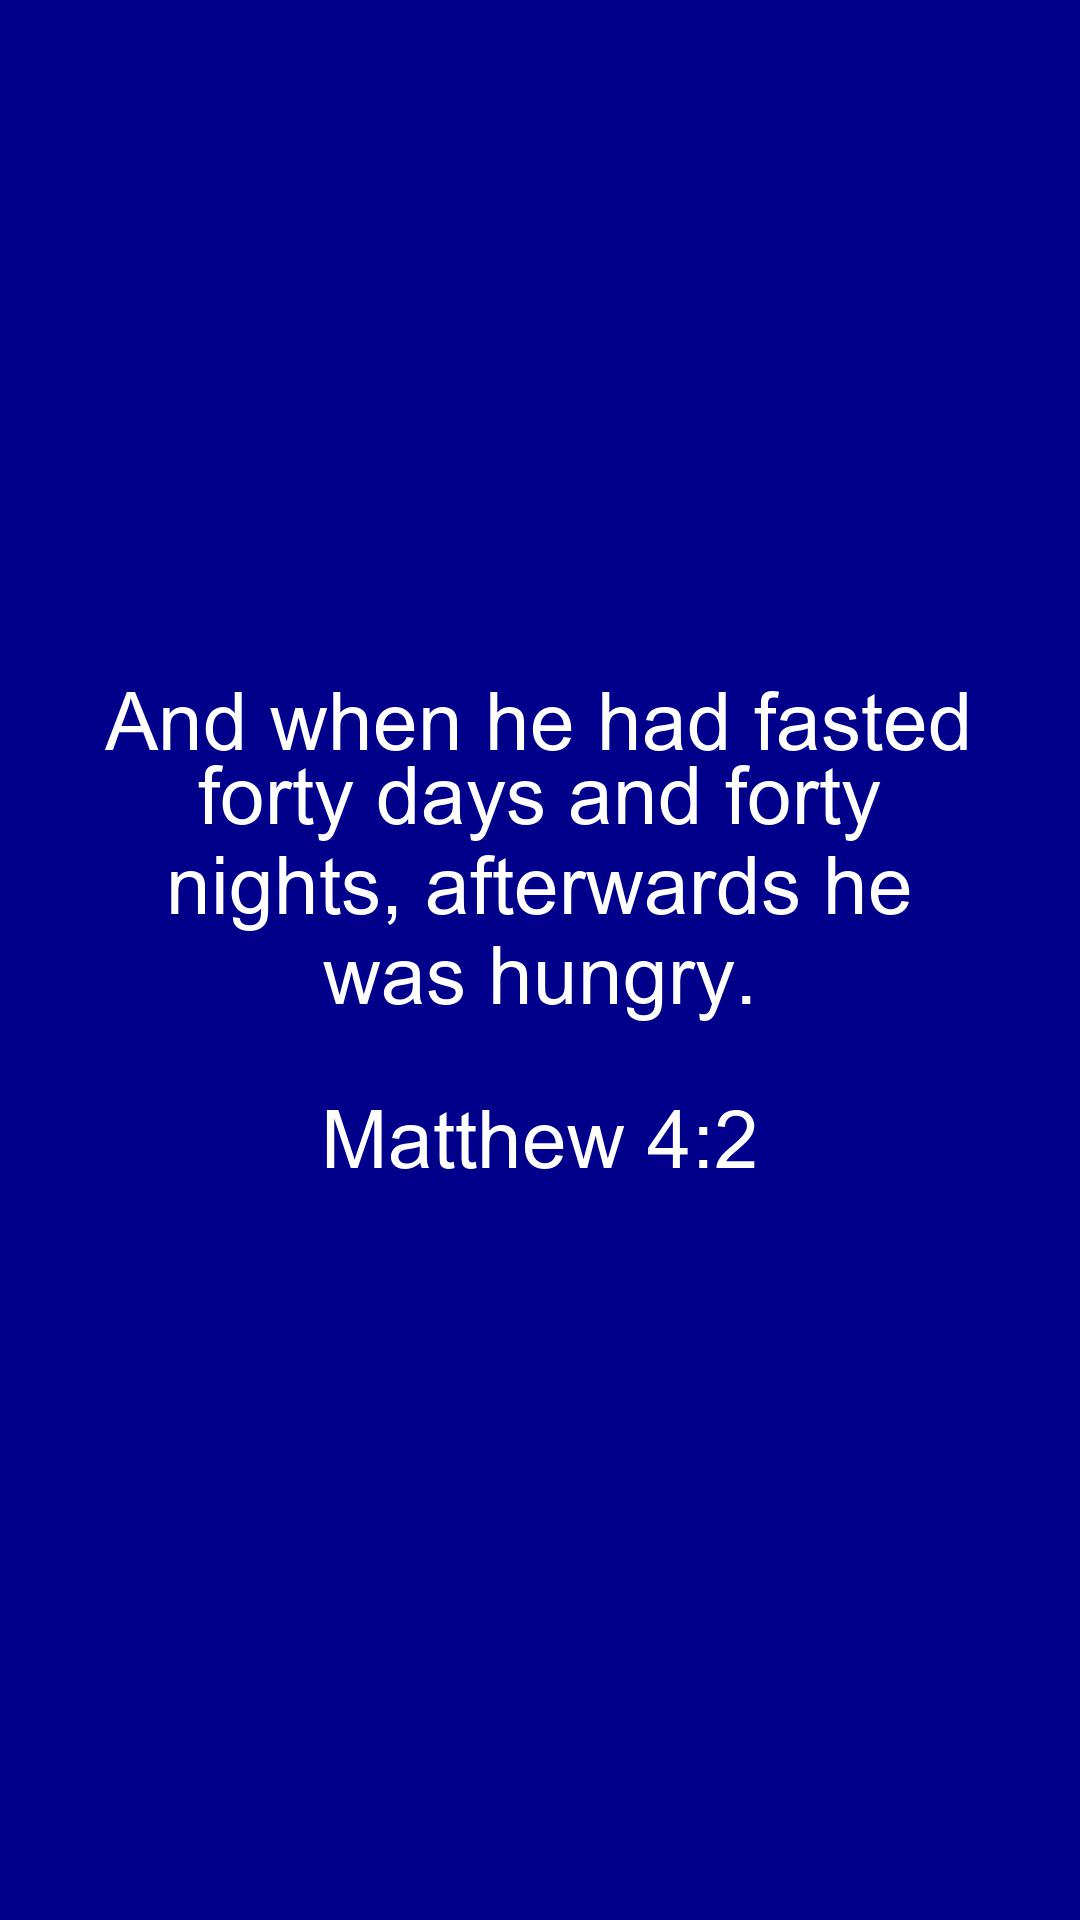 And when he had fasted
forty days and forty
nights, afterwards he
was hungry.
Matthew 4:2